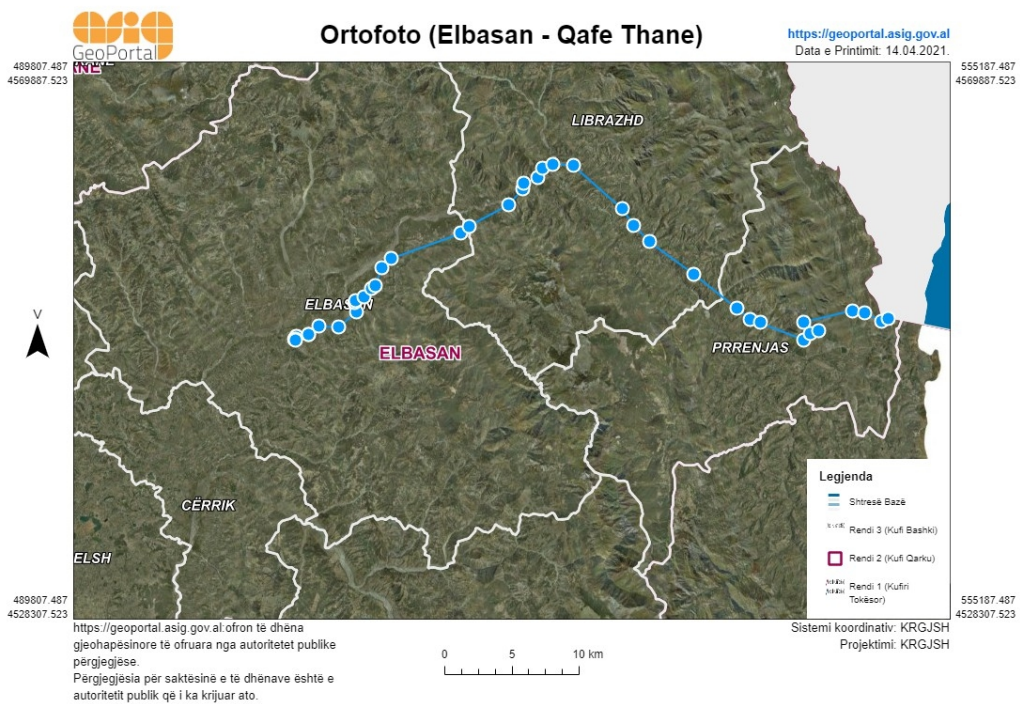 asig
GeoPortal
Ortofoto (Elbasan - Qafe Thane)
https://geoportal.asig.gov.al
Data e Printimit: 14.04.2021.
489807.487
4569887.523
555187.487
4569887.523
LIBRAZHD
ELBASAN
ELBASAN
PRRENJAS
CËRRIK
ELSH
V
Legjenda
Shtresë Bazë
Rendi 3 (Kufi Bashki)
Rendi 2 (Kufi Qarku)
Rendi 1 (Kufiri
Tokësor)
489807.487
4528307.523
555187.487
4528307.523
https://geoportal.asig.gov.al:ofron të dhëna
gjeohapësinore të ofruara nga autoritetet publike
përgjegjëse.
Përgjegjësia për saktësinë e të dhënave është e
autoritetit publik që i ka krijuar ato.
0 5 10 km
Sistemi koordinativ: KRGJSH
Projektimi: KRGJSH